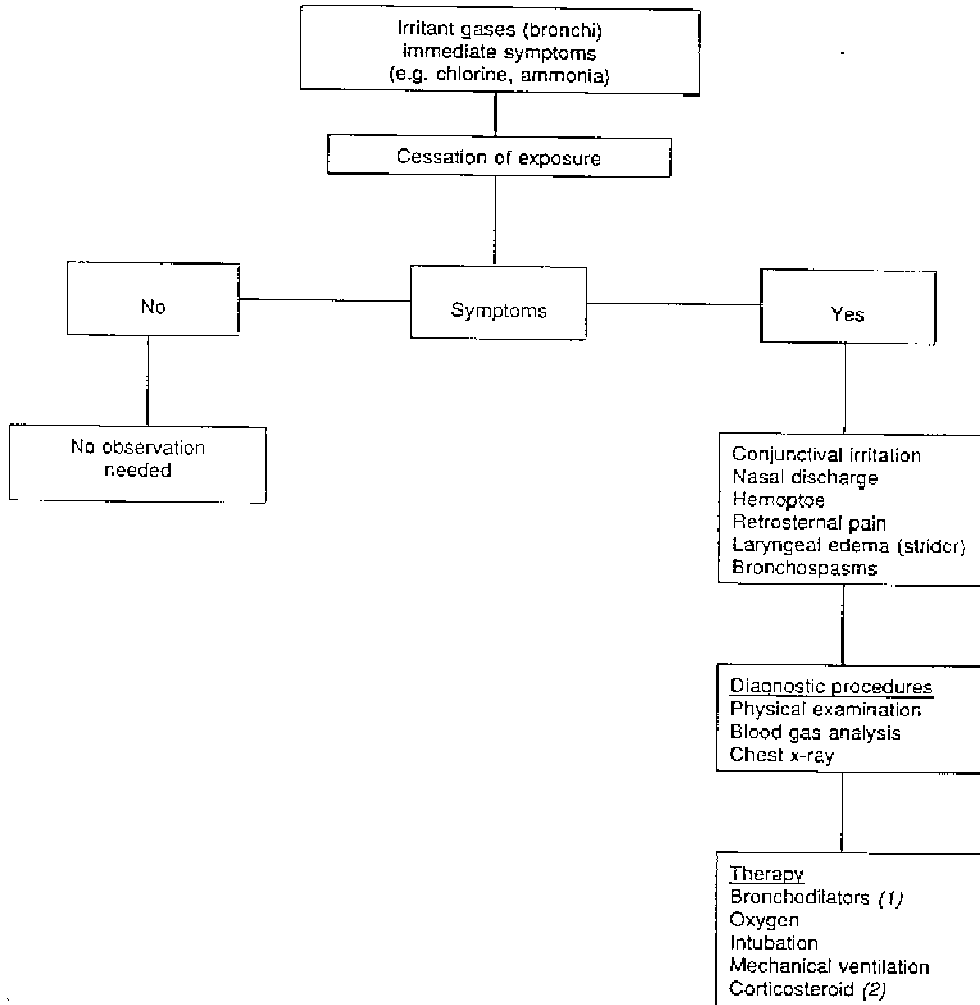 Irritant gases (bronchi)
immediate symptoms
(e.g. chlorine, ammonia)
Cessation of exposure
No
Symptoms
Yes
No observation
needed
Conjunctival irritation
Nasal discharge
Hemoptoe
Retrosternal pain
Laryngeal edema (stridor)
Bronchospasms
Diagnostic procedures
Physical examination
Blood gas analysis
Chest x-ray
Therapy
Bronchodilators (1)
Oxygen
Intubation
Mechanical ventilation
Corticosteroid (2)